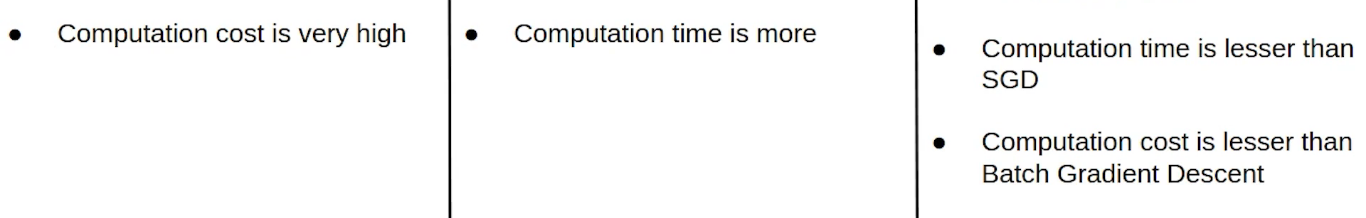 ● Computation cost is very high
● Computation time is more
● Computation time is lesser than
SGD
● Computation cost is lesser than
Batch Gradient Descent